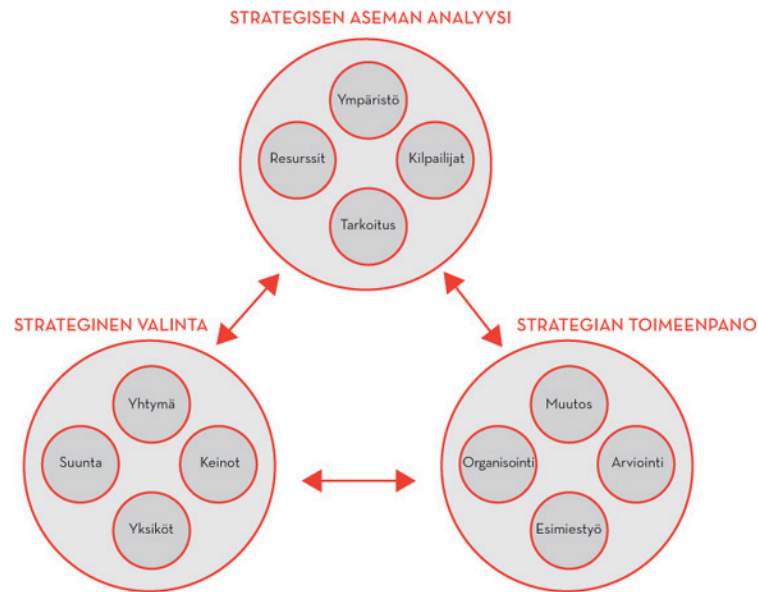 STRATEGISEN ASEMAN ANALYYSI
Ympäristö
Resurssit
Kilpailijat
Tarkoitus
STRATEGINEN VALINTA
Yhtymä
Suunta
Keinot
Yksiköt
STRATEGIAN TOIMEENPANO
Muutos
Organisointi
Arviointi
Esimiestyö